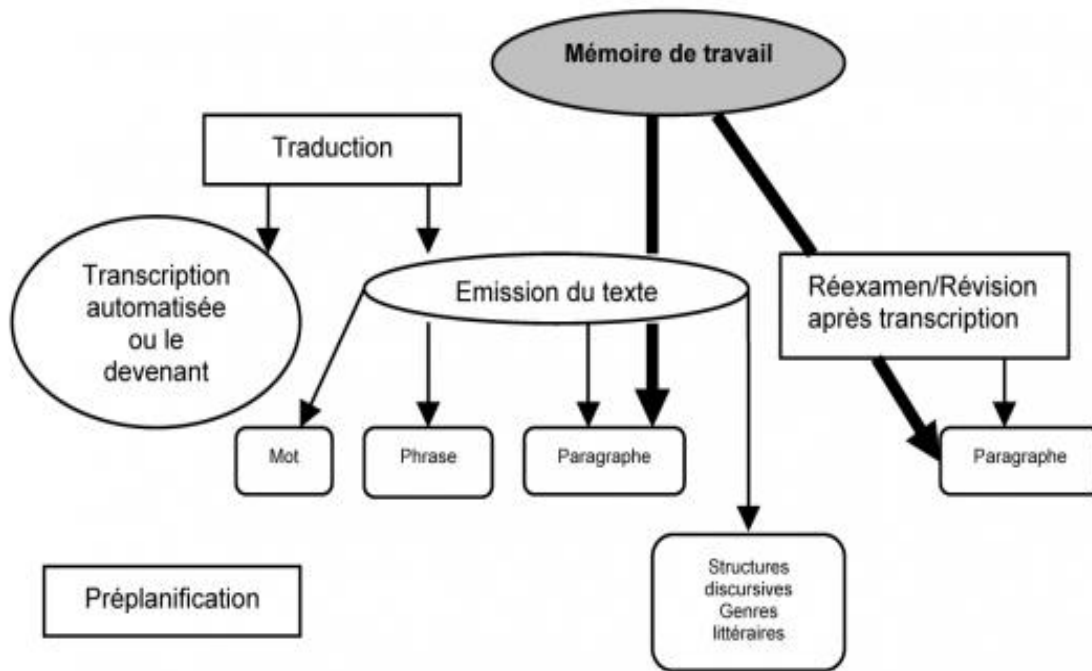 Mémoire de travail
Traduction
Transcription
automatisée
ou le
devenant
Emission du texte
Réexamen/Révision
après transcription
Mot
Phrase
Paragraphe
Paragraphe
Structures
discursives
Genres
littéraires
Préplanification